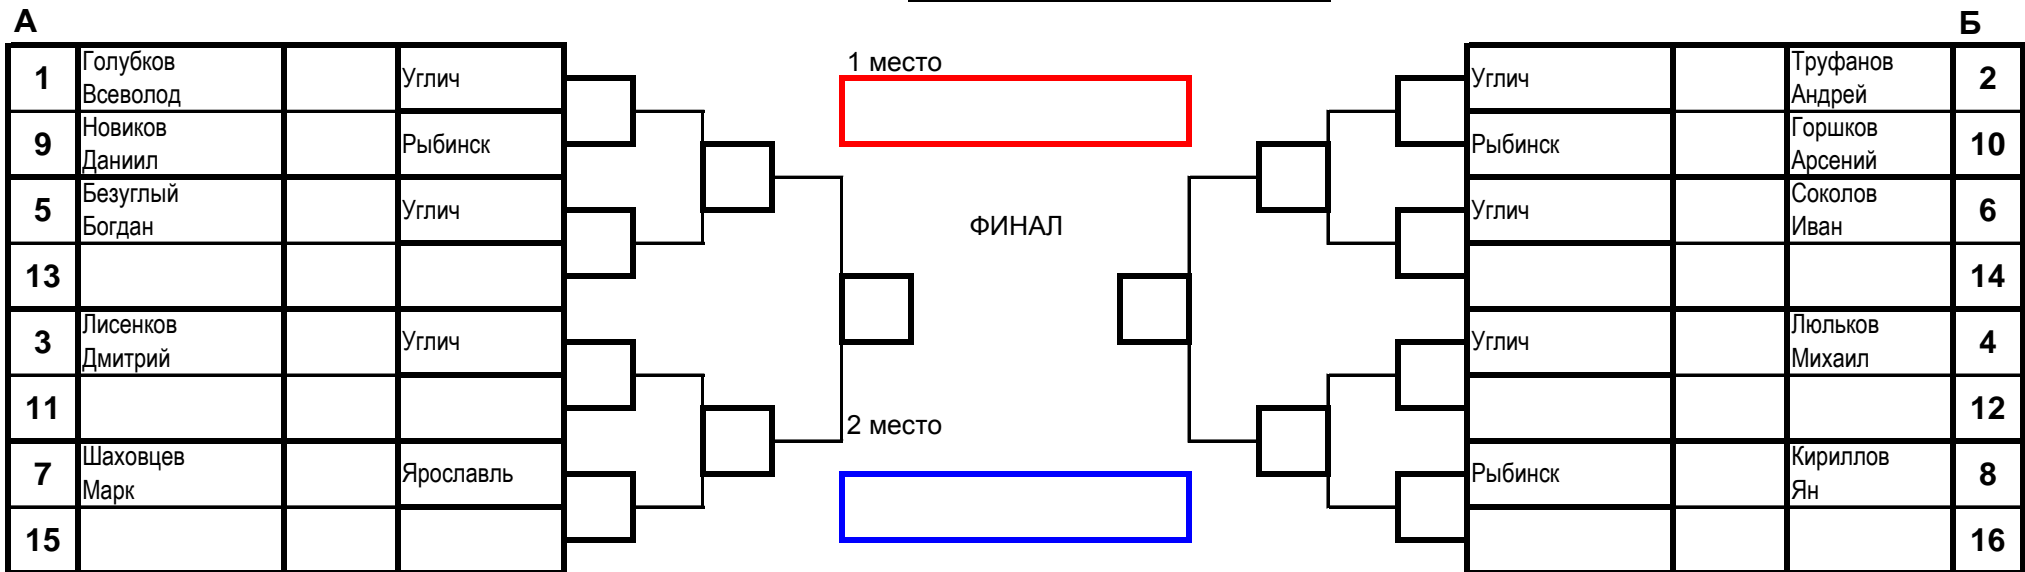 А
Б
1 Голубков Углич
Всеволод
9 Новиков Рыбинск
Даниил
5 Безуглый Углич
Богдан
13
3 Лисенков Углич
Дмитрий
11
7 Шаховцев Ярославль
Марк
15
1 место
ФИНАЛ
2 место
Углич Труфанов 2
Андрей
Рыбинск Горшков 10
Арсений
Углич Соколов 6
Иван
14
Углич Люльков 4
Михаил
12
Рыбинск Кириллов 8
Ян
16